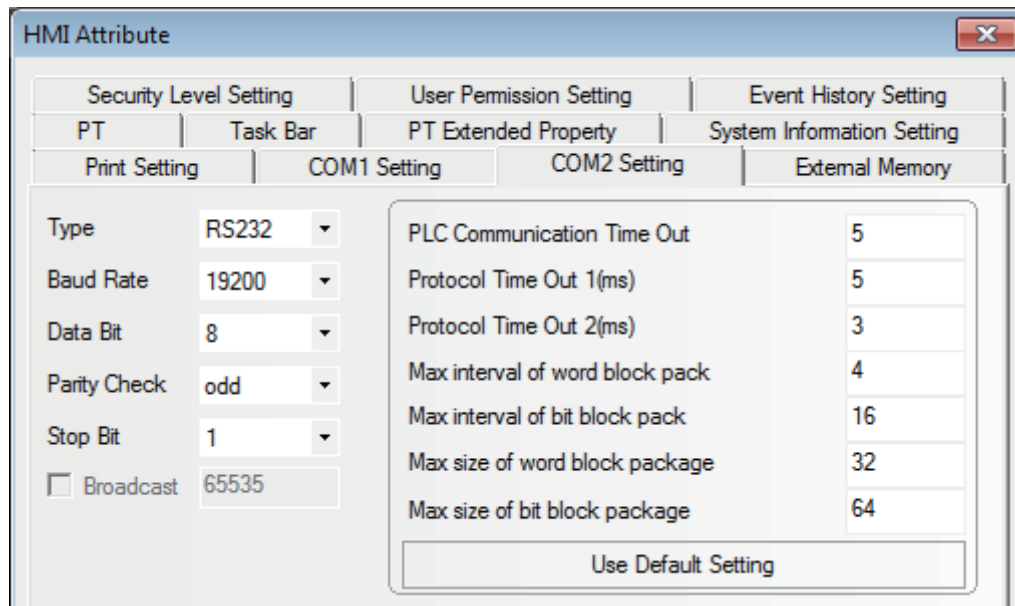 HMI Attribute
Security Level Setting User Permission Setting Event History Setting
PT Task Bar PT Extended Property System Information Setting
Print Setting COM1 Setting COM2 Setting External Memory
Type RS232
Baud Rate 19200
Data Bit 8
Parity Check odd
Stop Bit 1
Broadcast 65535
PLC Communication Time Out 5
Protocol Time Out 1(ms) 5
Protocol Time Out 2(ms) 3
Max interval of word block pack 4
Max interval of bit block pack 16
Max size of word block package 32
Max size of bit block package 64
Use Default Setting